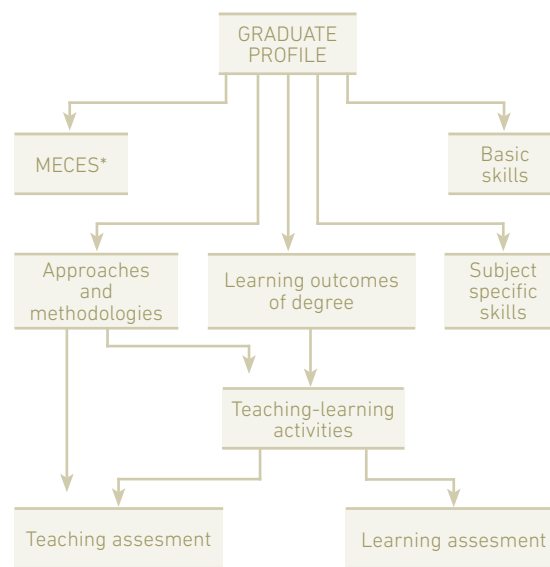 GRADUATE
PROFILE
MECES*
Basic
skills
Approaches
and
methodologies
Learning outcomes
of degree
Subject
specific
skills
Teaching-learning
activities
Teaching assesment
Learning assesment